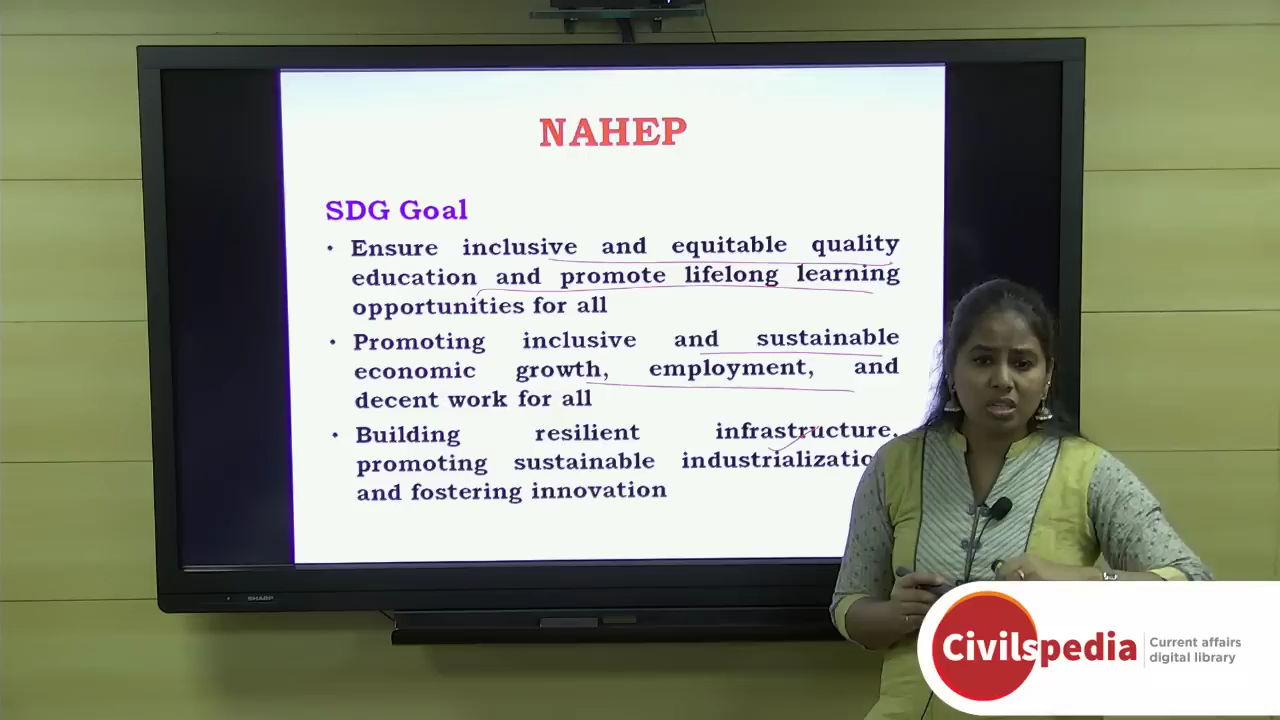 NAHEP
SDG Goal
• Ensure inclusive and equitable quality
education and promote lifelong learning
opportunities for all
• Promoting inclusive and sustainable
economic growth, employment, and
decent work for all
• Building resilient infrastructure,
promoting sustainable industrialization
and fostering innovation
SHARP
Civilspedia
Current affairs
digital library